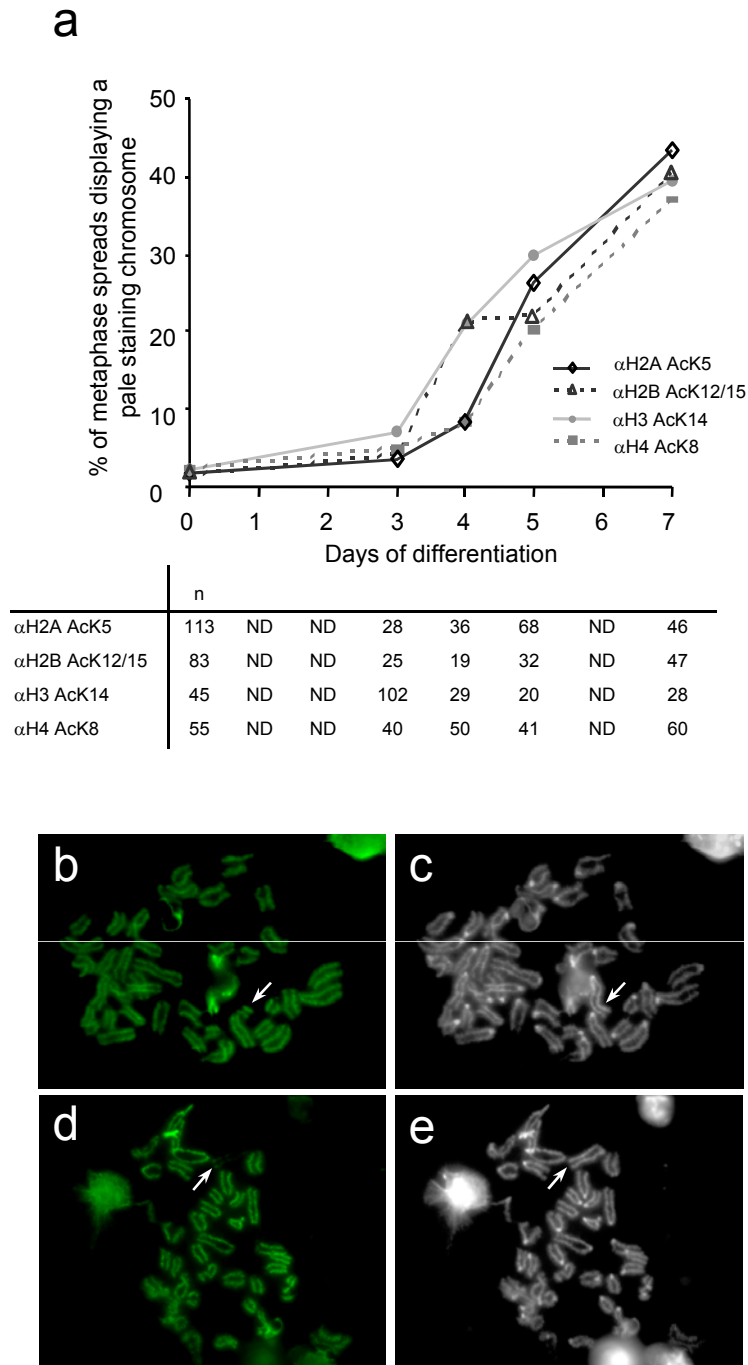 a
% of metaphase spreads displaying a
pale staining chromosome
50
40
30
20
10
0
αH2A AcK5
αH2B AcK12/15
αH3 AcK14
αH4 AcK8
0 1 2 3 4 5 6 7
Days of differentiation
n
αH2A AcK5 113 ND ND 28 36 68 ND 46
αH2B AcK12/15 83 ND ND 25 19 32 ND 47
αH3 AcK14 45 ND ND 102 29 20 ND 28
αH4 AcK8 55 ND ND 40 50 41 ND 60
b c
d e